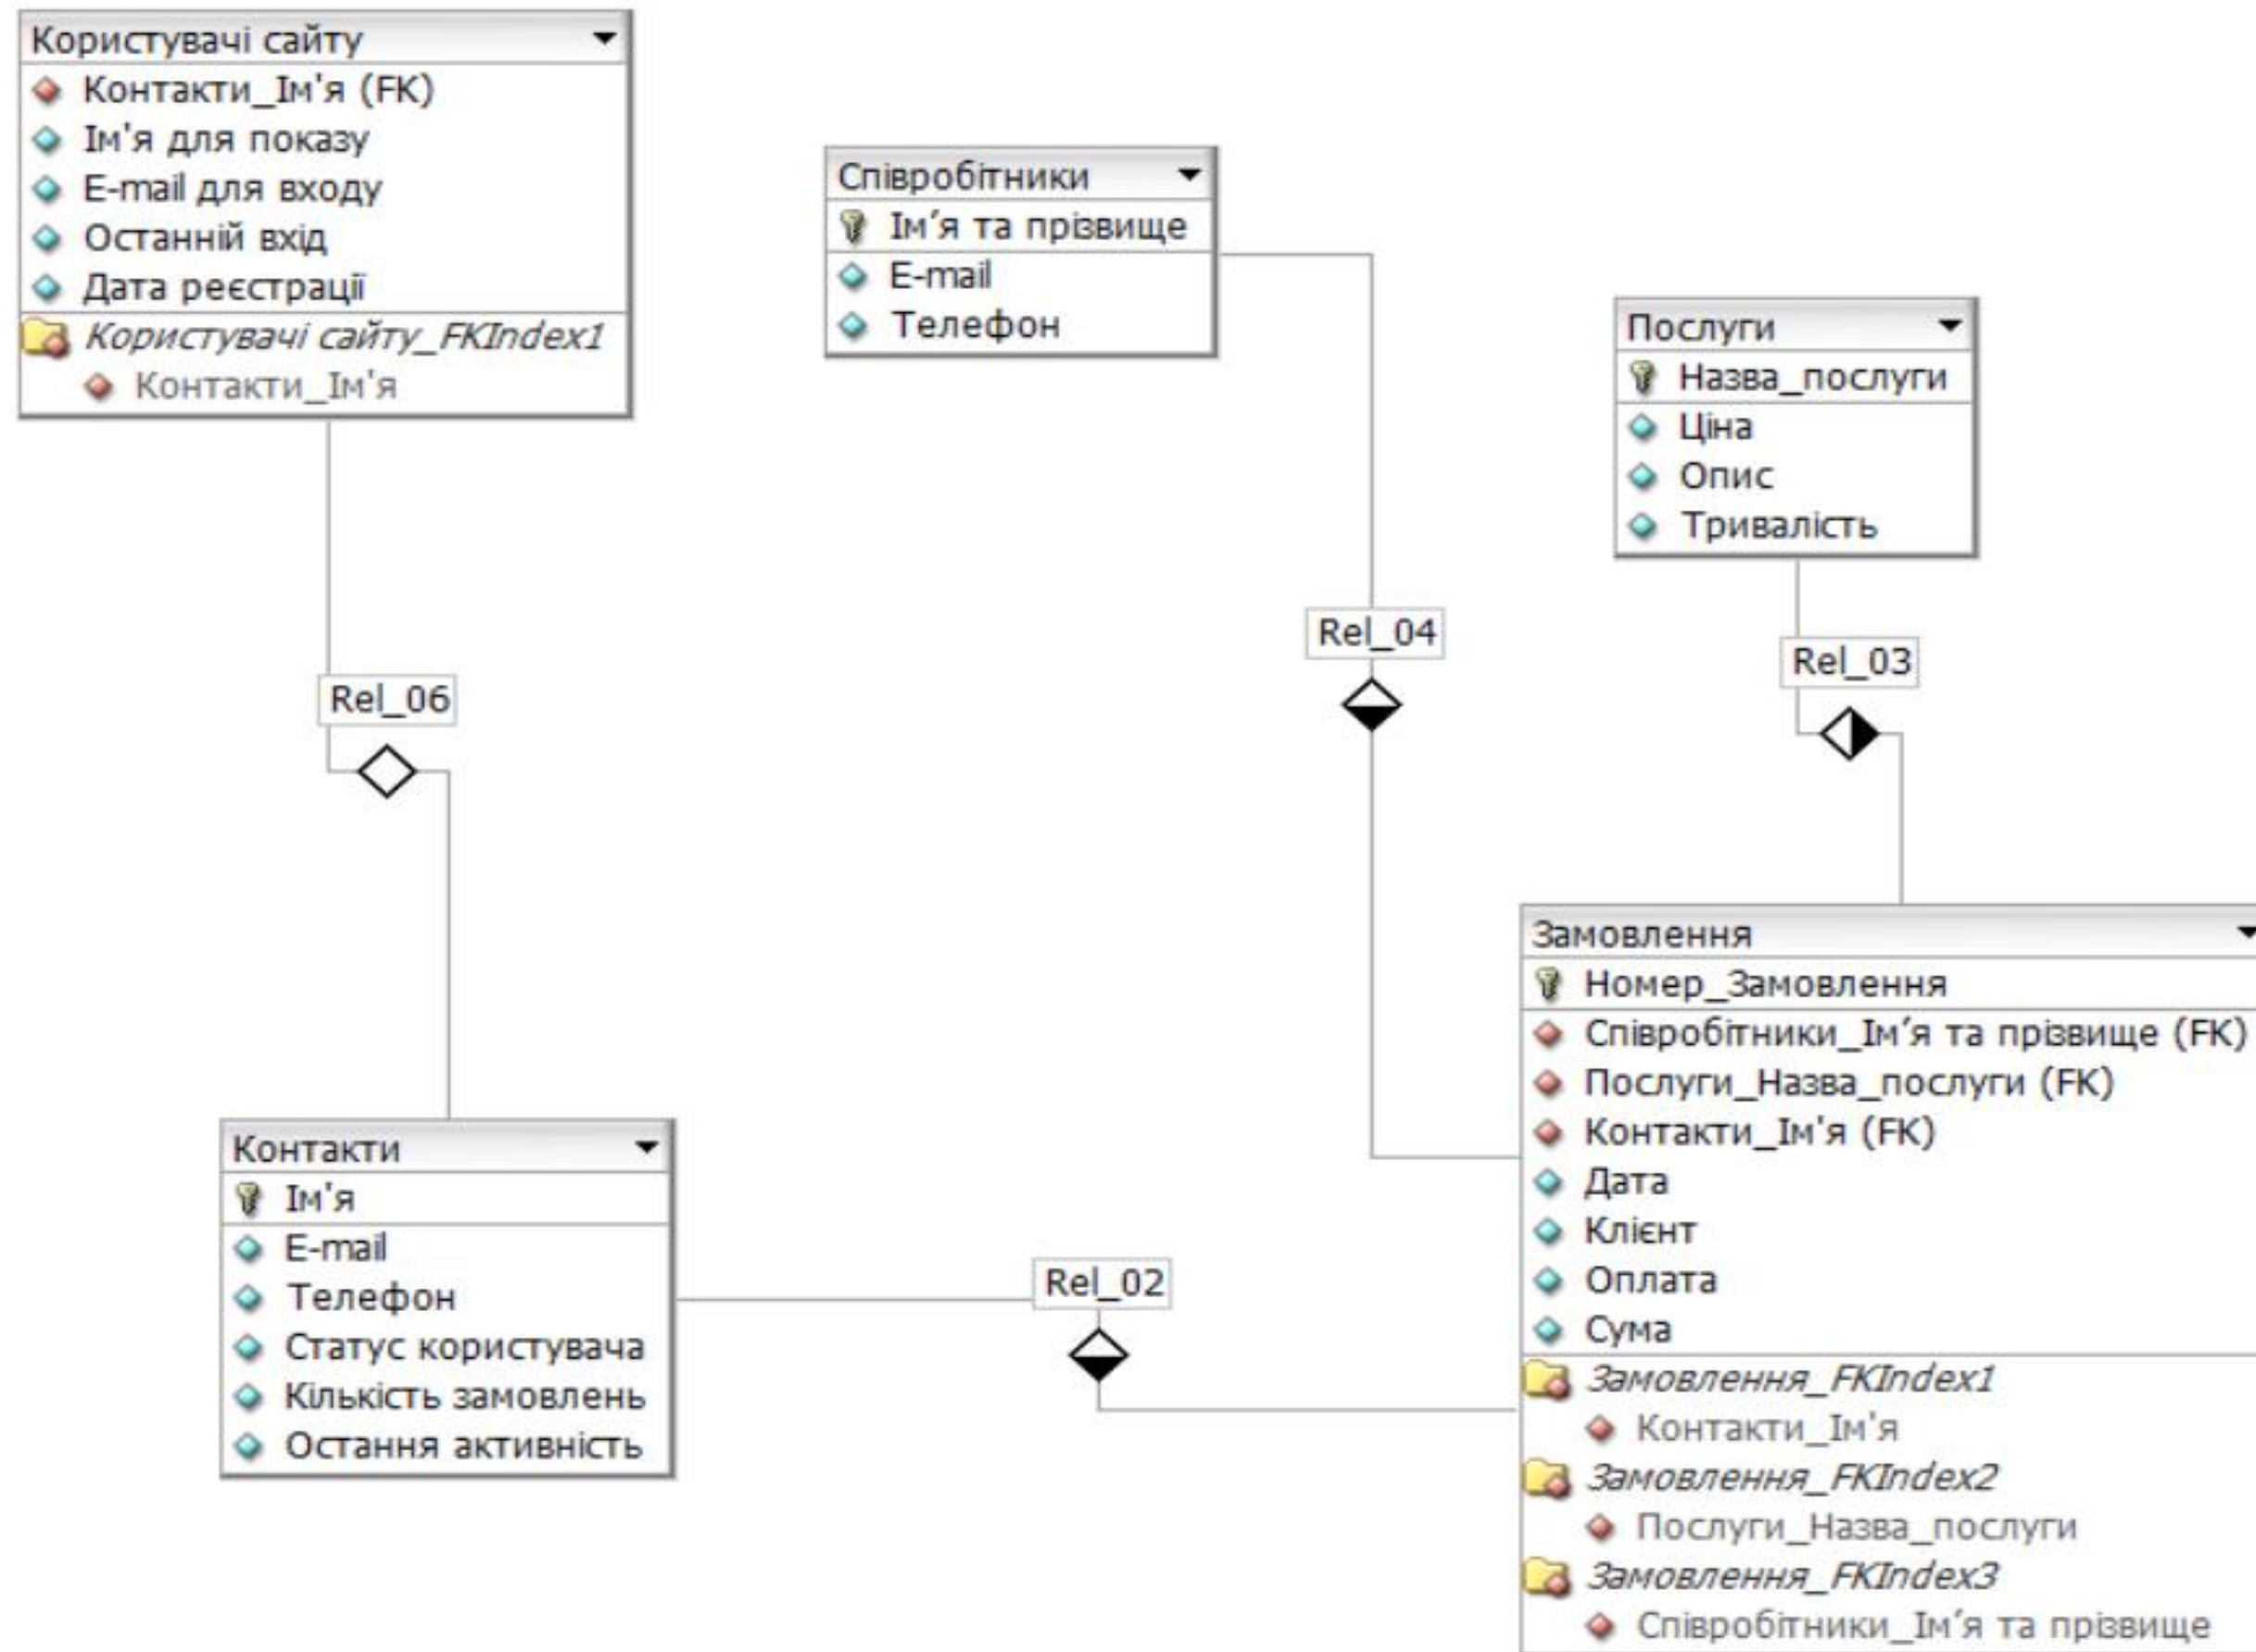 Користувачі сайту
Контакти_Ім'я (FK)
Ім'я для показу
E-mail для входу
Останній вхід
Дата реєстрації
Користувачі сайту_FKIndex1
Контакти_Ім'я
Співробітники
Ім’я та прізвище
E-mail
Телефон
Послуги
Назва_послуги
Ціна
Опис
Тривалість
Rel_04
Rel_03
Rel_06
Замовлення
Номер_Замовлення
Співробітники_Ім’я та прізвище (FK)
Послуги_Назва_послуги (FK)
Контакти_Ім'я (FK)
Дата
Клієнт
Оплата
Сума
Замовлення_FKIndex1
Контакти_Ім'я
Замовлення_FKIndex2
Послуги_Назва_послуги
Замовлення_FKIndex3
Співробітники_Ім’я та прізвище
Контакти
Ім'я
E-mail
Телефон
Статус користувача
Кількість замовлень
Остання активність
Rel_02